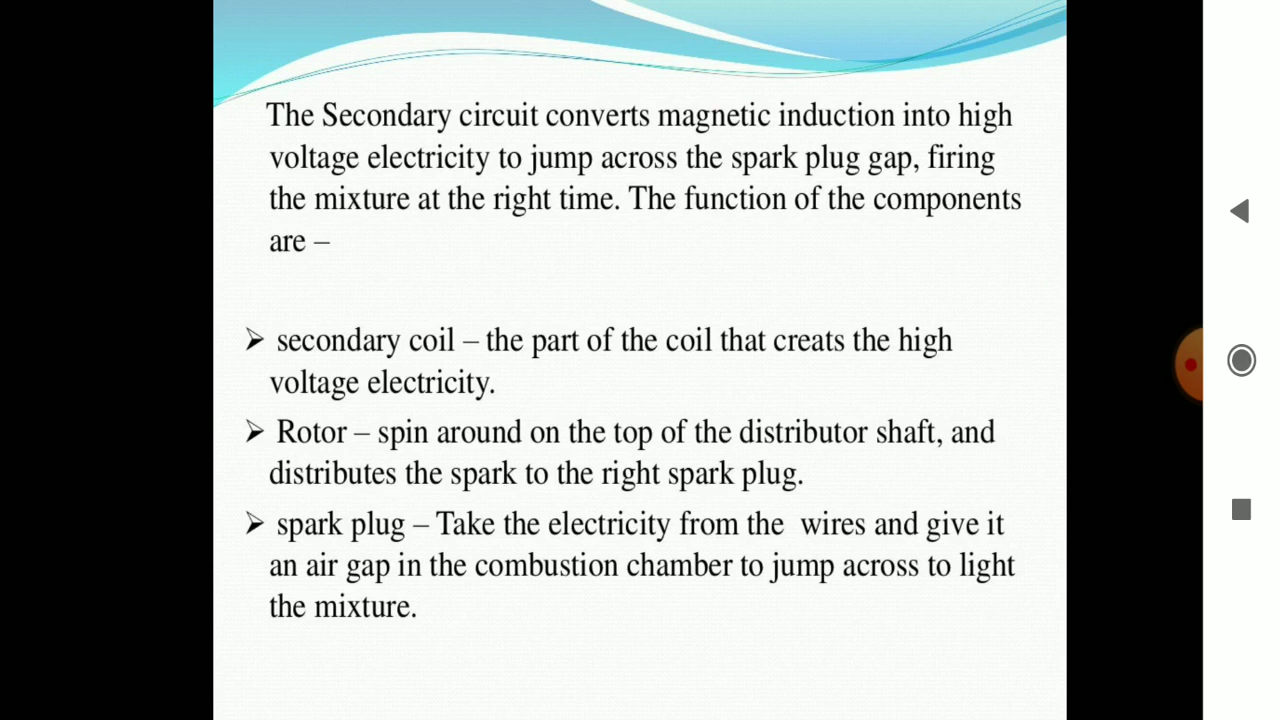 The Secondary circuit converts magnetic induction into high
voltage electricity to jump across the spark plug gap, firing
the mixture at the right time. The function of the components
are –
➢ secondary coil – the part of the coil that creats the high
voltage electricity.
➢ Rotor – spin around on the top of the distributor shaft, and
distributes the spark to the right spark plug.
➢ spark plug – Take the electricity from the  wires and give it
an air gap in the combustion chamber to jump across to light
the mixture.